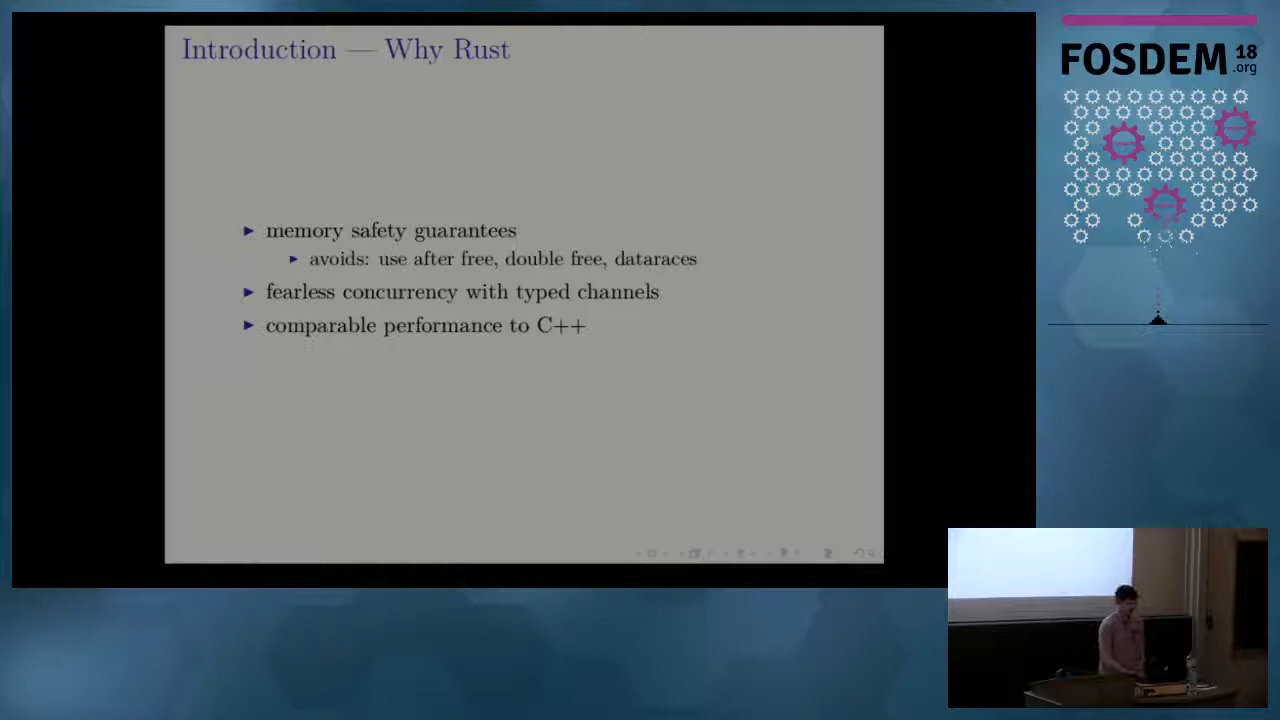 Introduction — Why Rust
▶ memory safety guarantees
▶ avoids: use after free, double free, dataraces
▶ fearless concurrency with typed channels
▶ comparable performance to C++
FOSDEM 18
.org